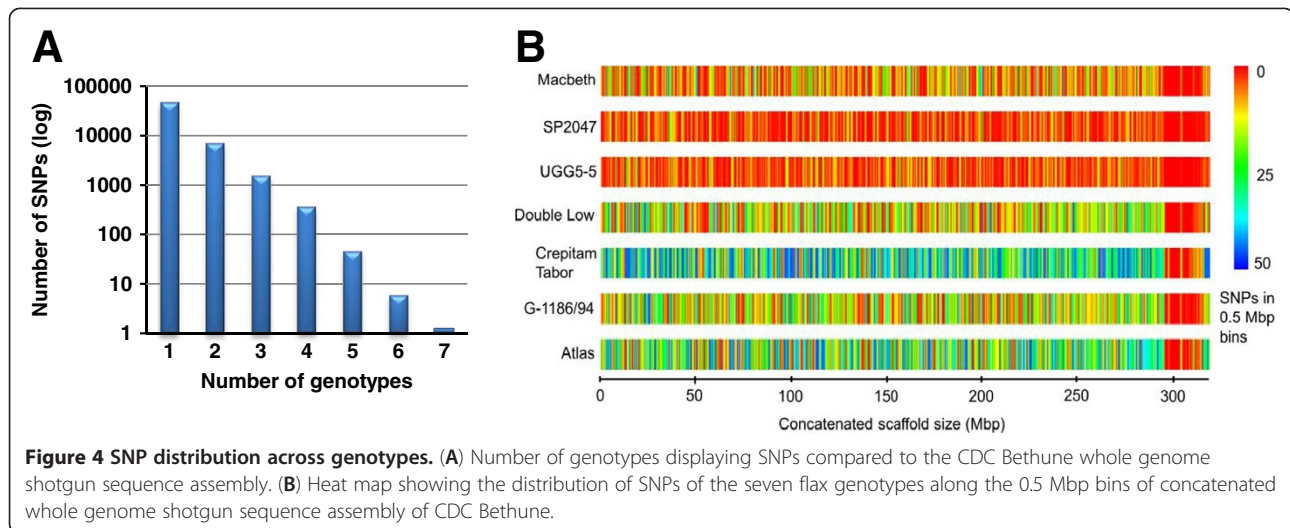 A
100000
10000
1000
100
10
1
Number of SNPs (log)
1 2 3 4 5 6 7
Number of genotypes
B
Macbeth
SP2047
UGG5-5
Double Low
Crepitam
Tabor
G-1186/94
Atlas
0 50 100 150 200 250 300
Concatenated scaffold size (Mbp)
0
25
50
SNPs in
0.5 Mbp
bins
Figure 4 SNP distribution across genotypes. (A) Number of genotypes displaying SNPs compared to the CDC Bethune whole genome
shotgun sequence assembly. (B) Heat map showing the distribution of SNPs of the seven flax genotypes along the 0.5 Mbp bins of concatenated
whole genome shotgun sequence assembly of CDC Bethune.